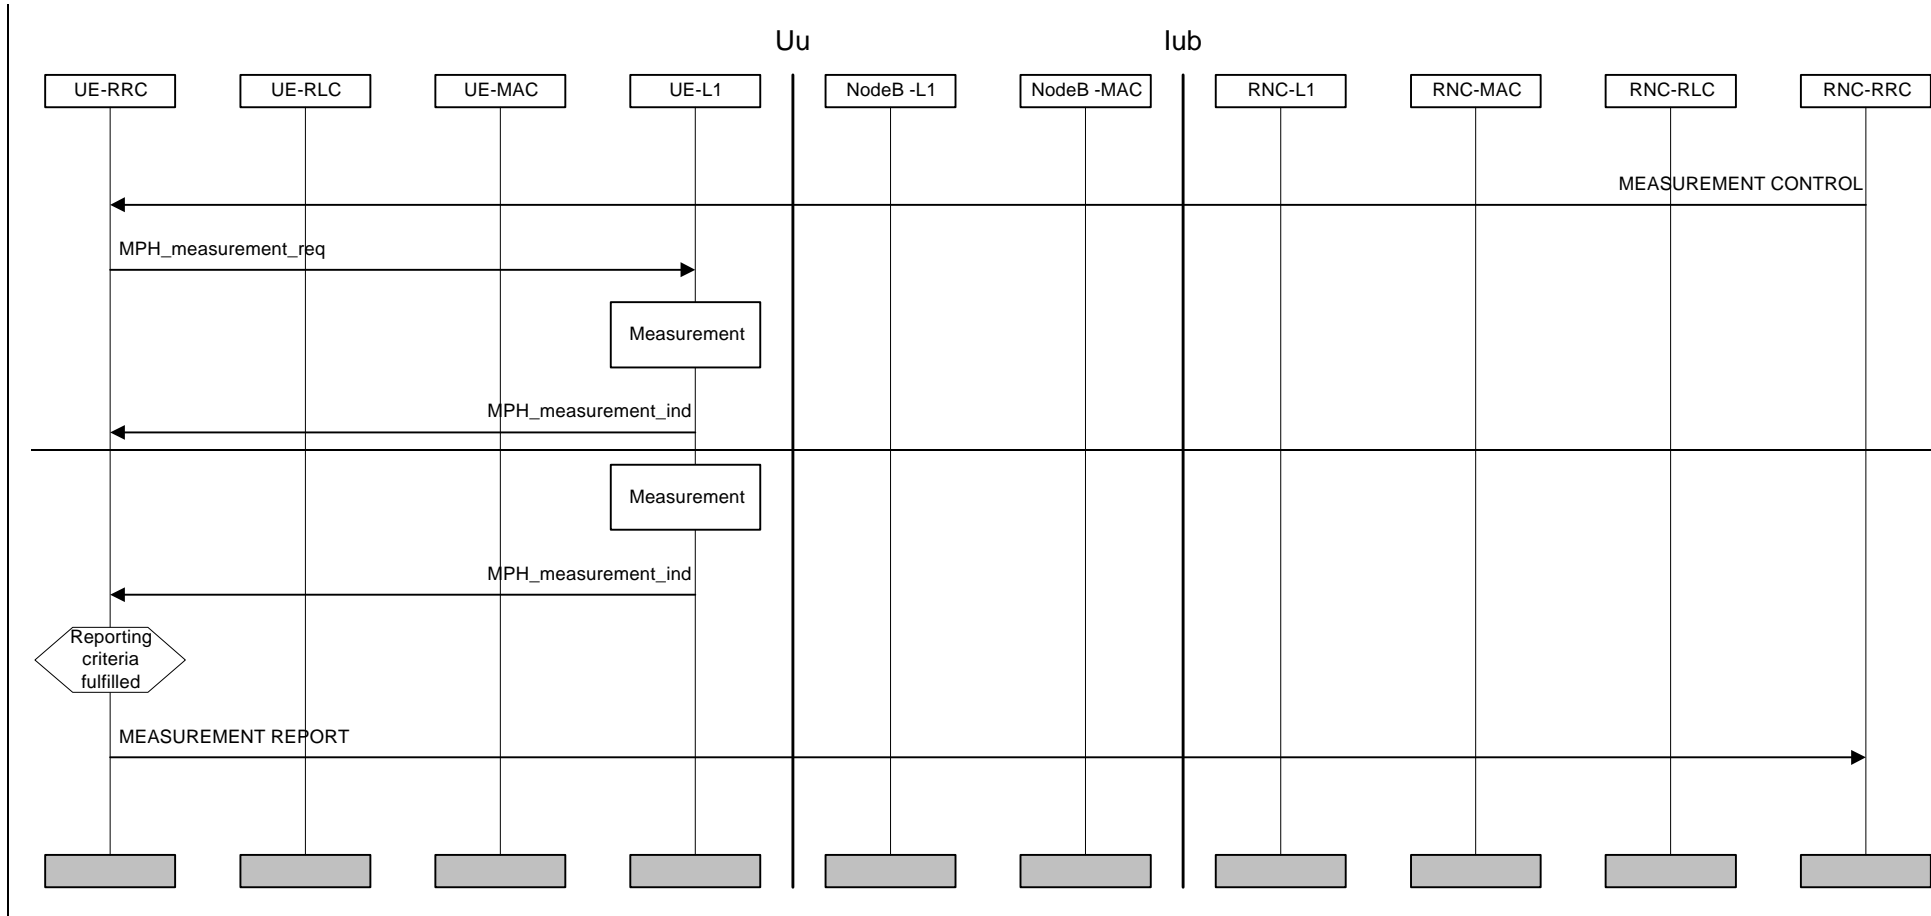 Uu Iub
UE-RRC UE-RLC UE-MAC UE-L1 NodeB -L1 NodeB -MAC RNC-L1 RNC-MAC RNC-RLC RNC-RRC
MEASUREMENT CONTROL
MPH_measurement_req
Measurement
MPH_measurement_ind
Measurement
MPH_measurement_ind
Reporting
criteria
fulfilled
MEASUREMENT REPORT